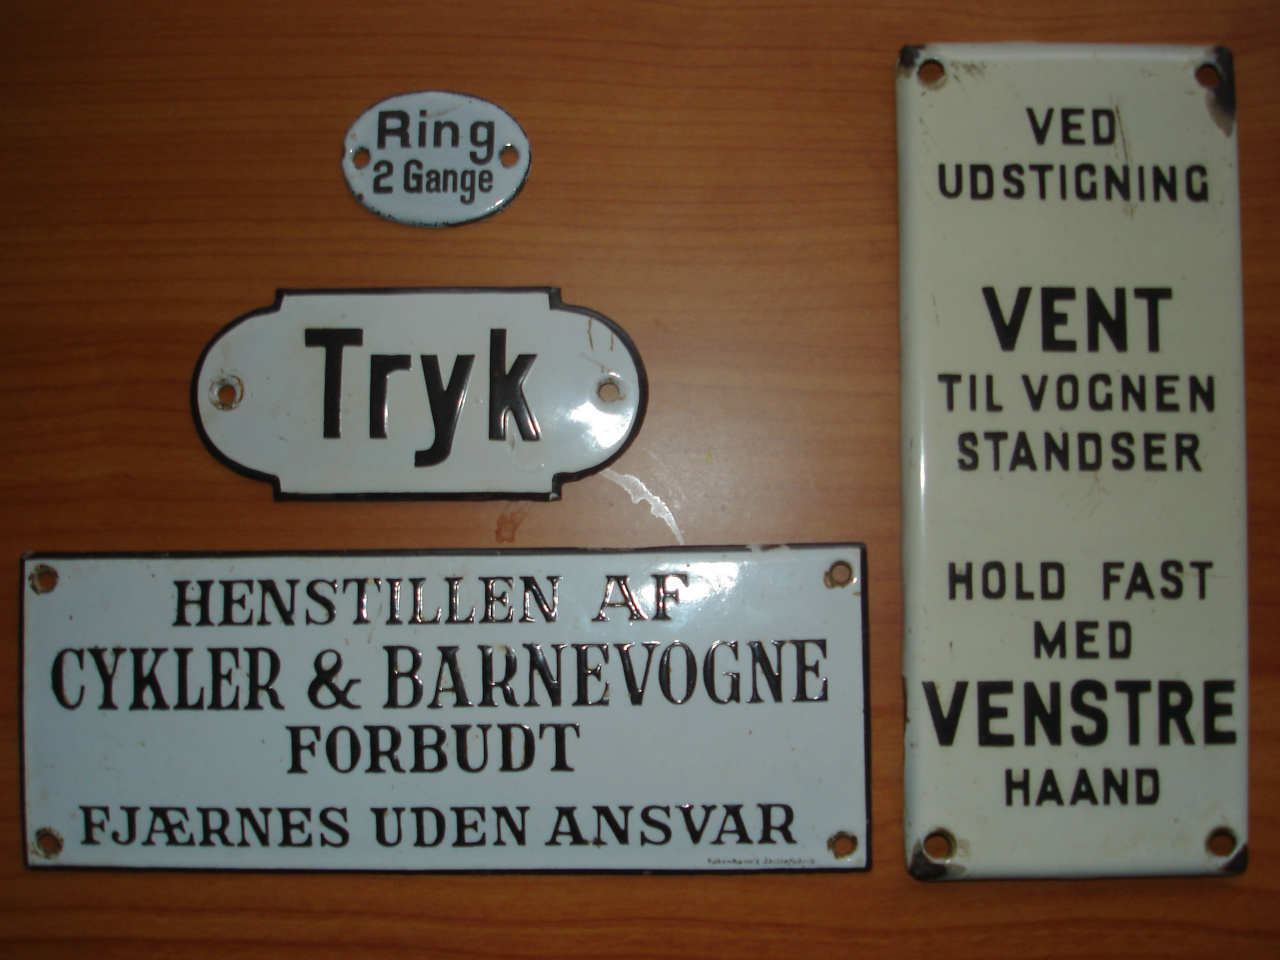 Ring
2 Gange
Tryk
HENSTILLEN AF
CYKLER & BARNEVOGNE
FORBUDT
FJÆRNES UDEN ANSVAR
VED
UDSTIGNING
VENT
TIL VOGNEN
STANDSER
HOLD FAST
MED
VENSTRE
HAAND